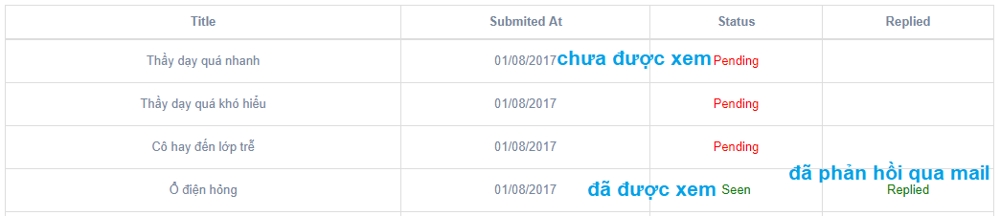 Title Submited At Status Replied
Thầy dạy quá nhanh 01/08/2017 chưa được xem Pending
Thầy dạy quá khó hiểu 01/08/2017 Pending
Cô hay đến lớp trễ 01/08/2017 Pending
đã phản hồi qua mail
Ổ điện hỏng 01/08/2017 đã được xem Seen Replied